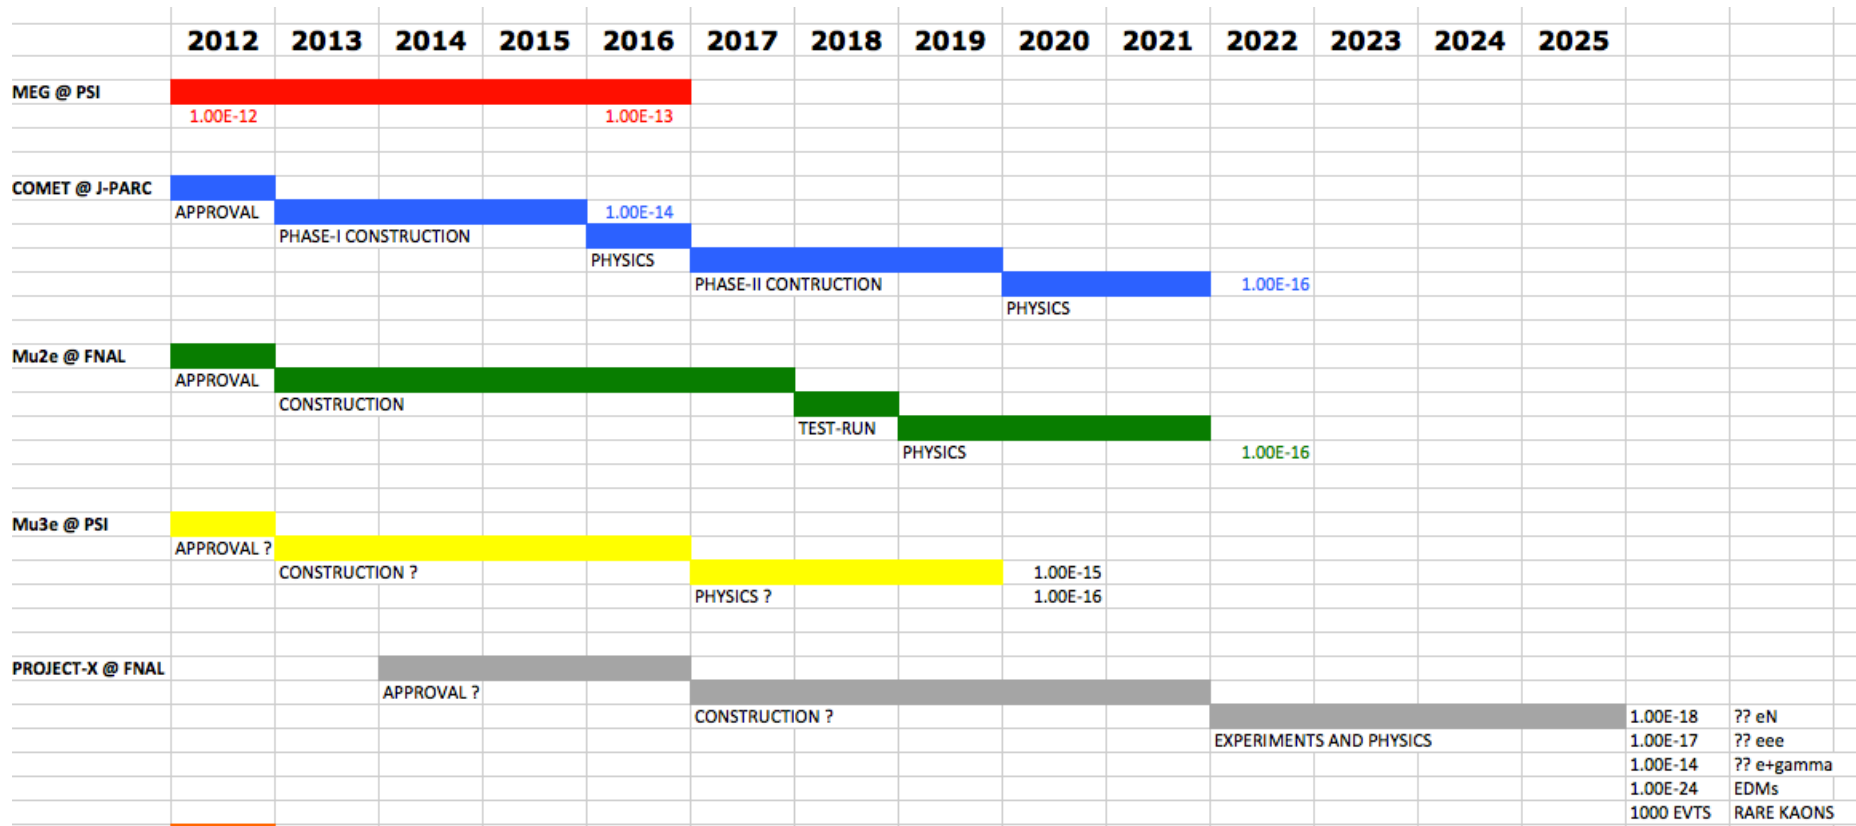 2012 2013 2014 2015 2016 2017 2018 2019 2020 2021 2022 2023 2024 2025
MEG @ PSI
1.00E-12 1.00E-13
COMET @ J-PARC
APPROVAL 1.00E-14
PHASE-I CONSTRUCTION
PHYSICS
PHASE-II CONTRUCTION 1.00E-16
PHYSICS
Mu2e @ FNAL
APPROVAL
CONSTRUCTION
TEST-RUN
PHYSICS 1.00E-16
Mu3e @ PSI
APPROVAL ?
CONSTRUCTION ? 1.00E-15
PHYSICS ? 1.00E-16
PROJECT-X @ FNAL
APPROVAL ?
CONSTRUCTION ? 1.00E-18 ?? eN
EXPERIMENTS AND PHYSICS 1.00E-17 ?? eee
1.00E-14 ?? e+gamma
1.00E-24 EDMs
1000 EVTS RARE KAONS